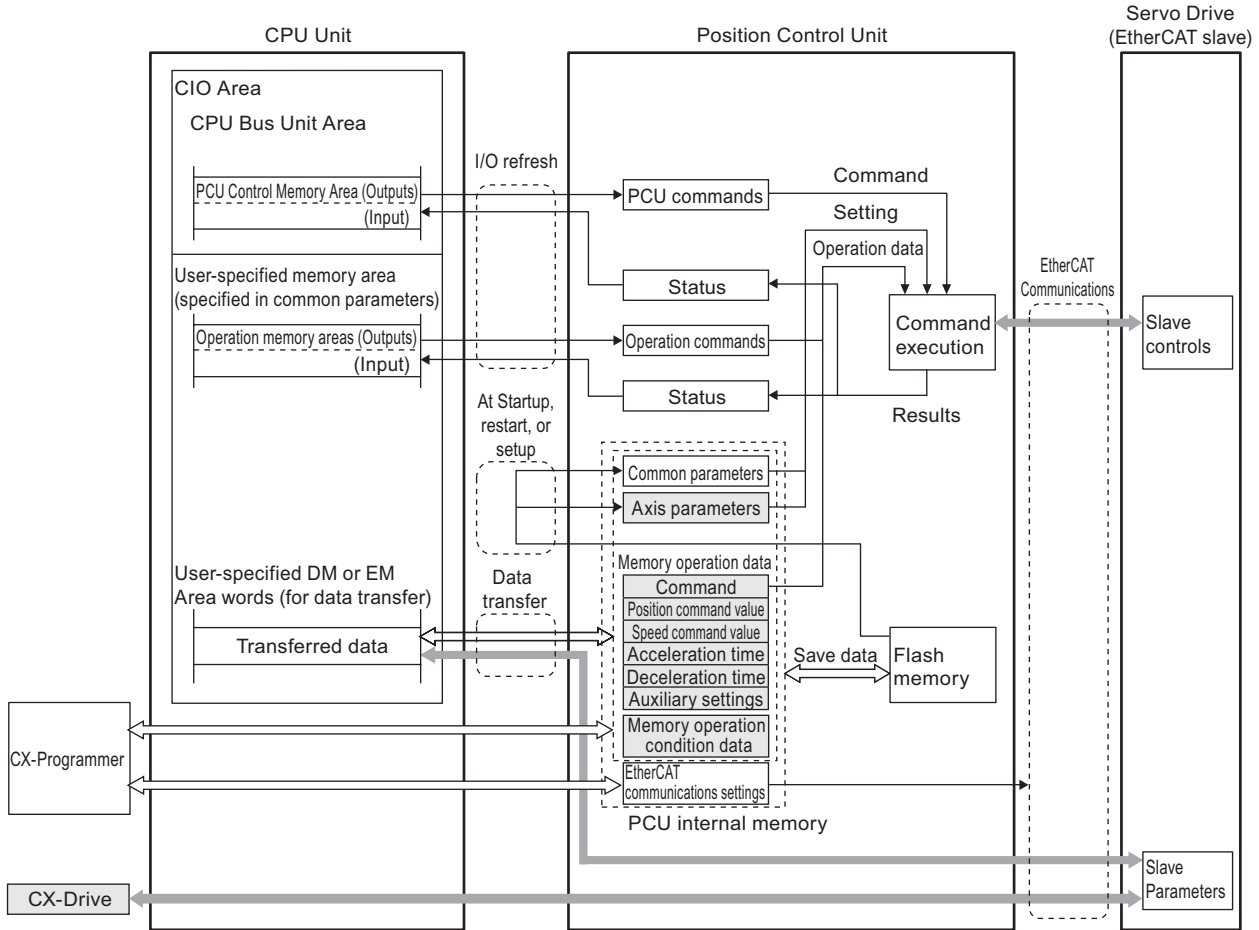 Servo Drive
(EtherCAT slave)
CPU Unit
Position Control Unit
CIO Area
CPU Bus Unit Area
I/O refresh
PCU Control Memory Area (Outputs)
(Input)
PCU commands
Command
Setting
Operation data
User-specified memory area
(specified in common parameters)
Status
EtherCAT
Communications
Operation memory areas (Outputs)
(Input)
Operation commands
Command
execution
Slave
controls
Status
Results
At Startup,
restart, or
setup
Common parameters
Axis parameters
Memory operation data
User-specified DM or EM
Area words (for data transfer)
Data
transfer
Command
Position command value
Speed command value
Acceleration time
Deceleration time
Auxiliary settings
Transferred data
Save data
Flash
memory
Memory operation
condition data
CX-Programmer
EtherCAT
communications settings
PCU internal memory
Slave
Parameters
CX-Drive